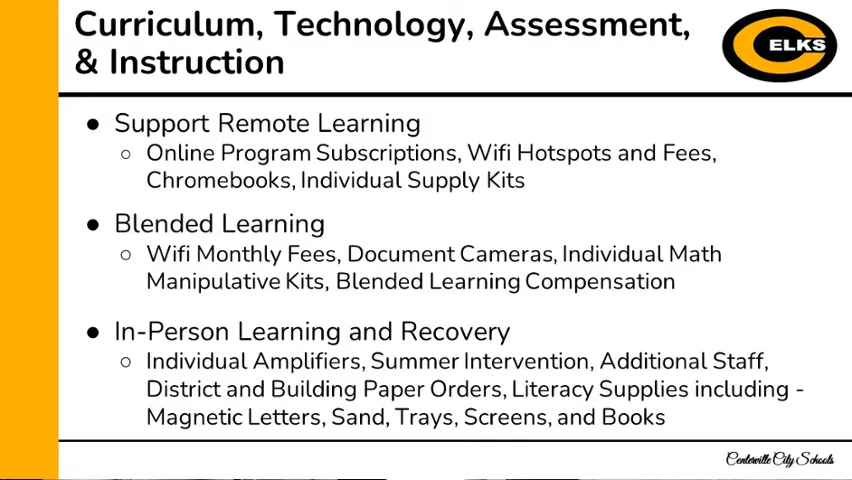 Curriculum, Technology, Assessment,
& Instruction
ELKS
● Support Remote Learning
○ Online Program Subscriptions, Wifi Hotspots and Fees,
Chromebooks, Individual Supply Kits
● Blended Learning
○ Wifi Monthly Fees, Document Cameras, Individual Math
Manipulative Kits, Blended Learning Compensation
● In-Person Learning and Recovery
○ Individual Amplifiers, Summer Intervention, Additional Staff,
District and Building Paper Orders, Literacy Supplies including -
Magnetic Letters, Sand, Trays, Screens, and Books
Centerville City Schools